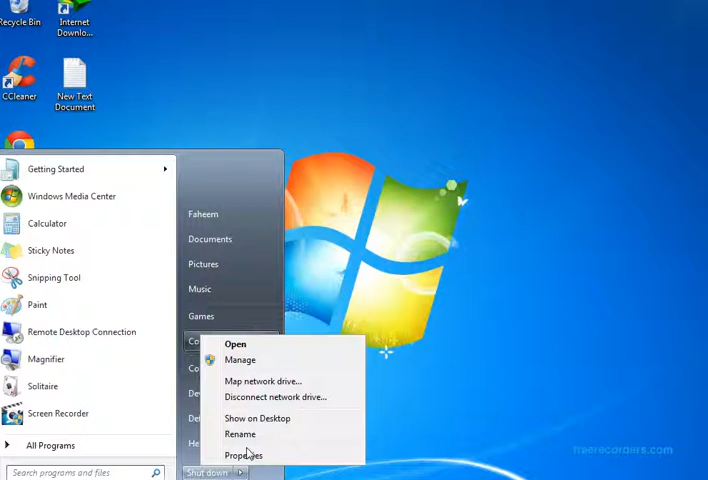 Recycle Bin
Internet
Downlo...
CCleaner
New Text
Document
Getting Started
Windows Media Center
Calculator
Sticky Notes
Snipping Tool
Paint
Remote Desktop Connection
Magnifier
Solitaire
Screen Recorder
All Programs
Search programs and files
Faheem
Documents
Pictures
Music
Games
Open
Manage
Map network drive...
Disconnect network drive...
Show on Desktop
Rename
Properties
Shut down
freerecorders.com